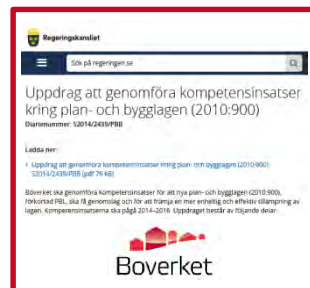 Regeringskansliet
Sök på regeringen.se
Uppdrag att genomföra kompetensinsatser
kring plan- och bygglagen (2010:900)
Diarienummer: S2014/2439/PBB
Ladda ner:
Uppdrag att genomföra kompetensinsatser kring plan- och bygglagen (2010:900)
S2014/2439/PBB (pdf 76 kB)
Boverket ska genomföra kompetensinsatser för att nya plan- och bygglagen (2010:900),
förkortad PBL, ska få genomslag och för att främja en mer enhetlig och effektiv tillämpning av
lagen. Kompetensinsatserna ska pågå 2014–2016. Uppdraget består av följande delar:
Boverket